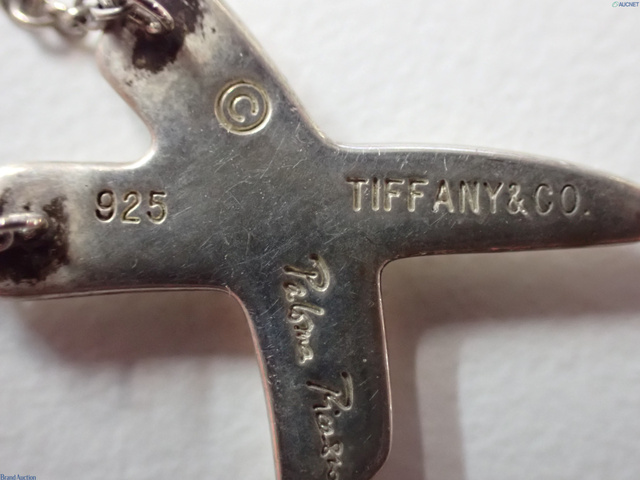 AUCNET
©
925
TIFFANY&CO.
Paloma Picasso
Brand Auction